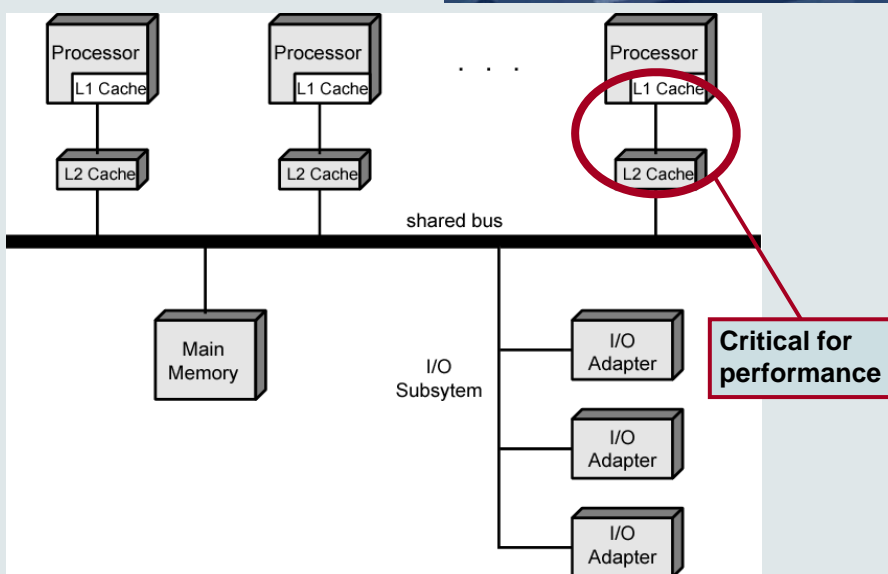 Processor
L1 Cache
Processor
L1 Cache
. . .
Processor
L1 Cache
L2 Cache
L2 Cache
L2 Cache
shared bus
Main
Memory
I/O
Subsytem
I/O
Adapter
I/O
Adapter
I/O
Adapter
Critical for
performance